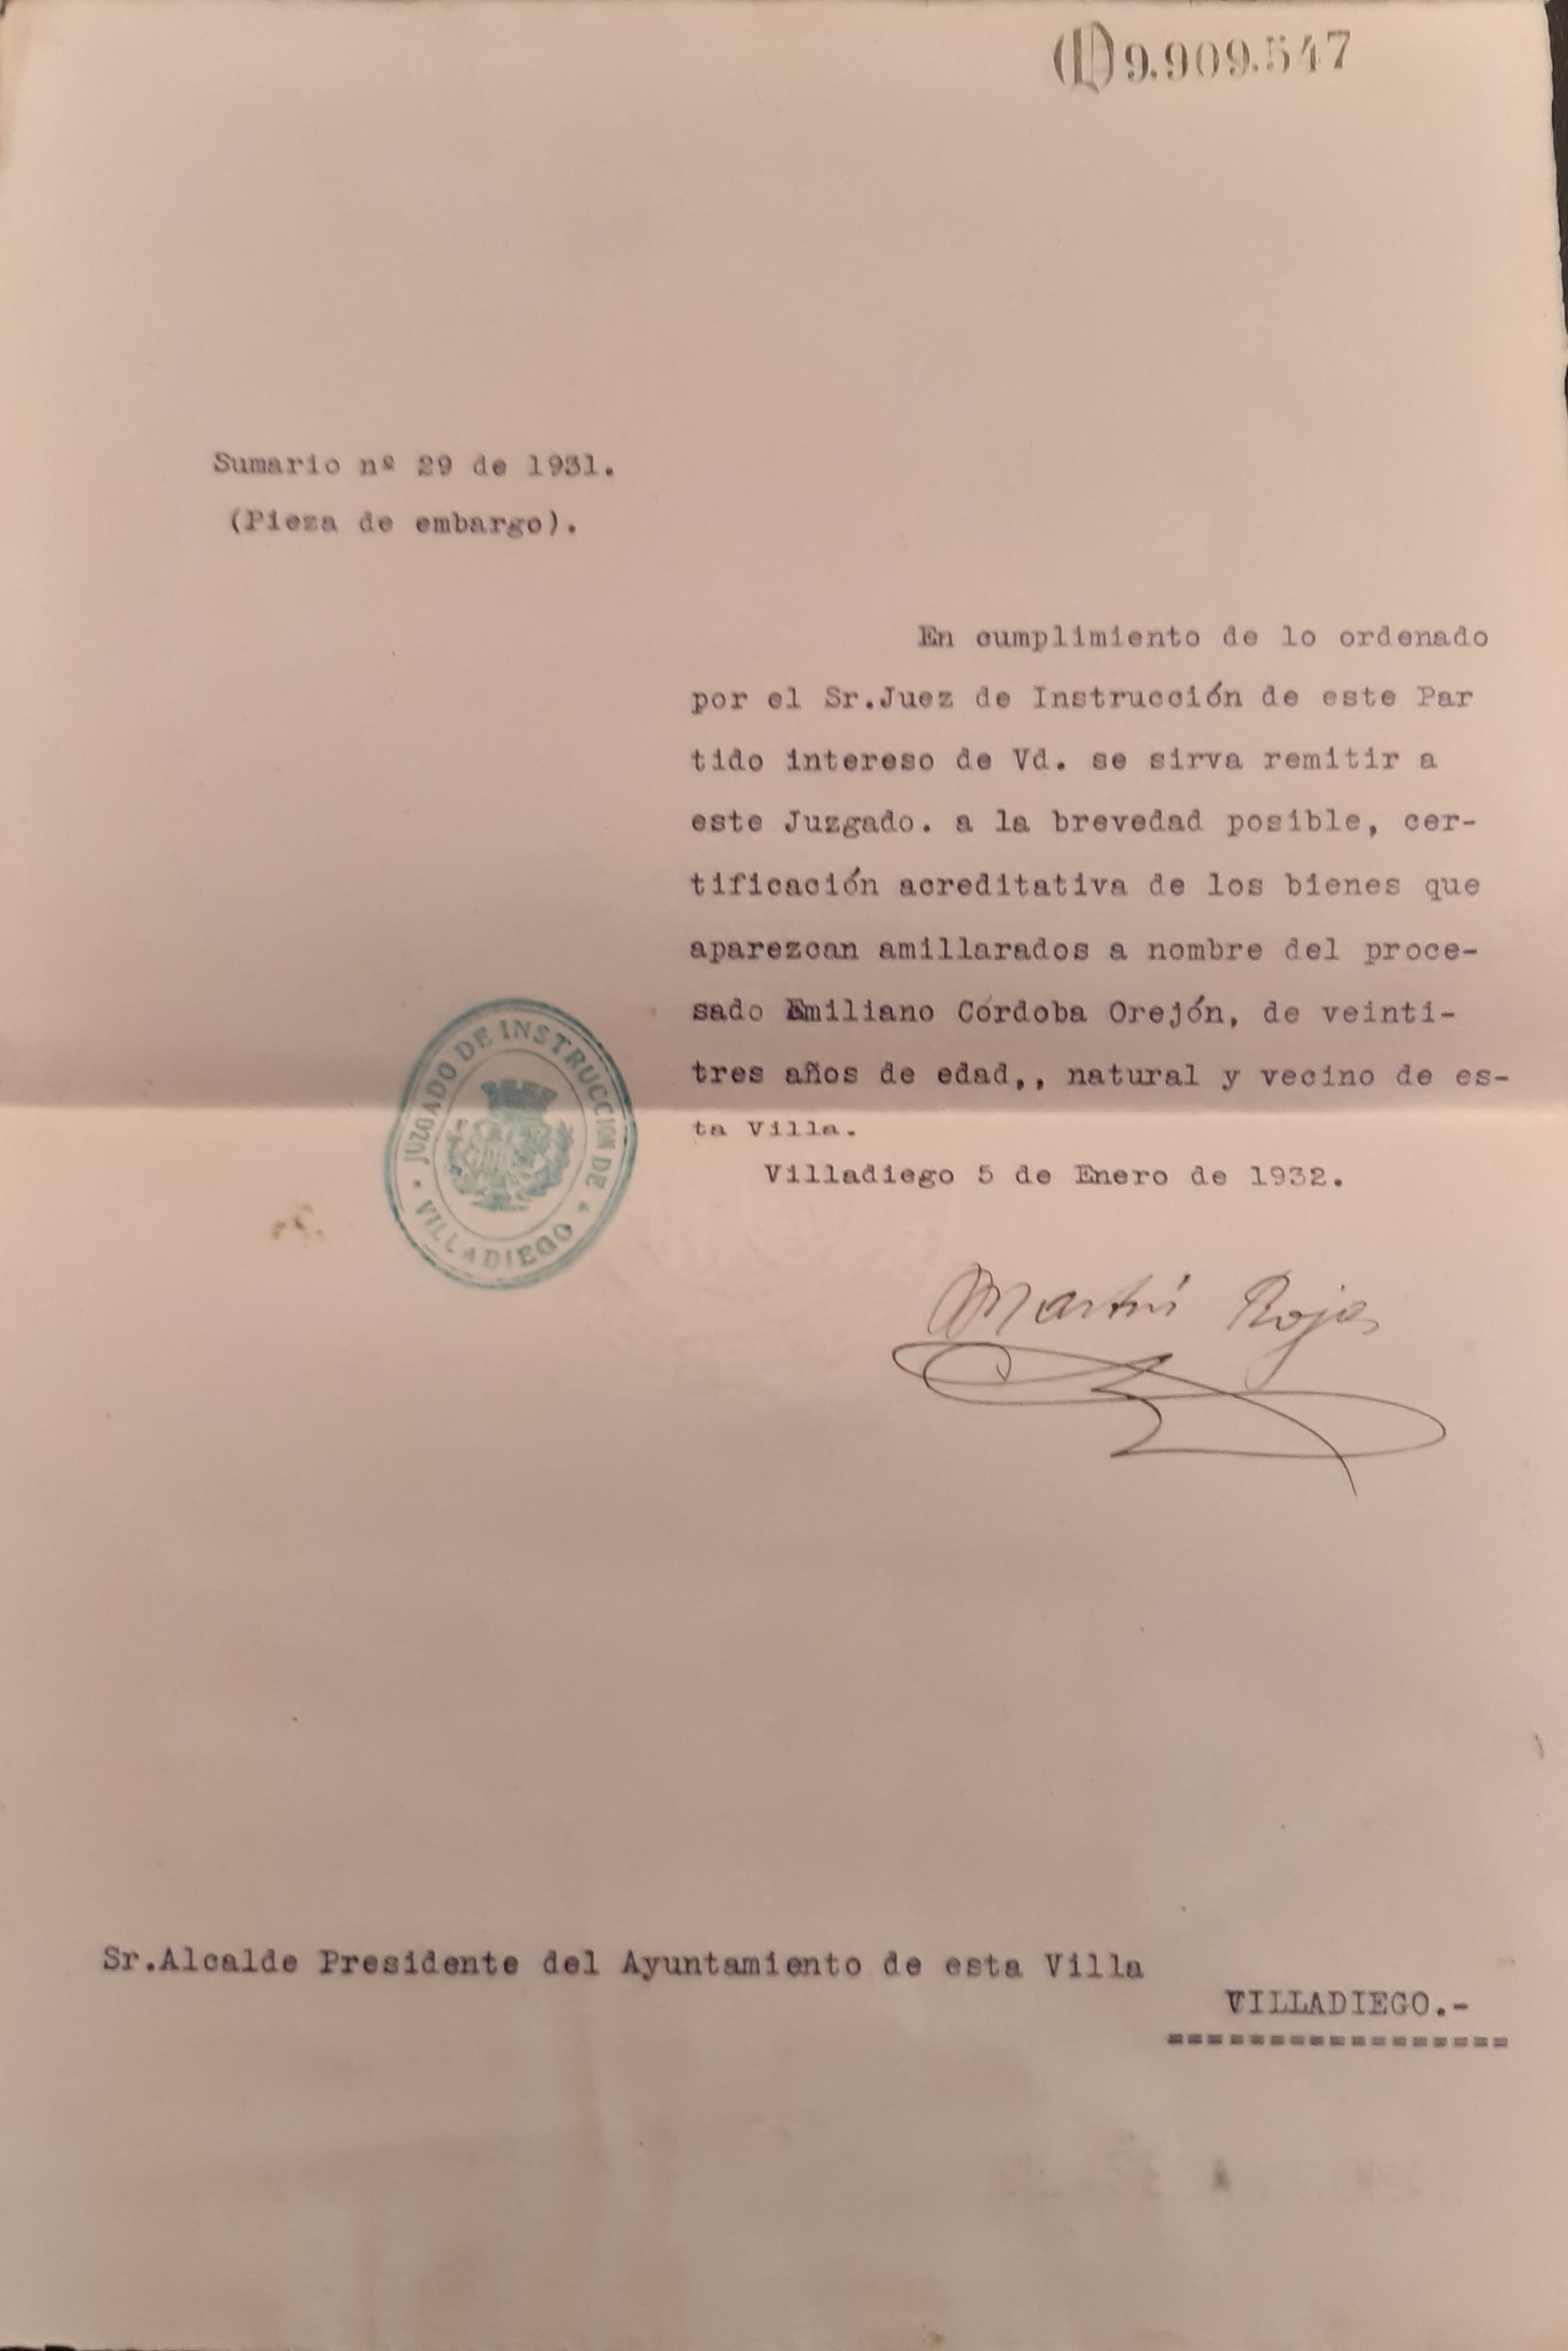 (D) 9.909.547
Sumario nº 29 de 1931.
(Pieza de embargo).
En cumplimiento de lo ordenado
por el Sr.Juez de Instrucción de este Par
tido intereso de Vd. se sirva remitir a
este Juzgado. a la brevedad posible, cer-
tificación acreditativa de los bienes que
aparezcan amillarados a nombre del proce-
sado Emiliano Córdoba Orejón, de veinti-
tres años de edad,, natural y vecino de es-
ta Villa.
Villadiego 5 de Enero de 1932.
JUZGADO DE INSTRUCCION DE
VILLADIEGO
Martín Rojas
Sr.Alcalde Presidente del Ayuntamiento de esta Villa
VILLADIEGO.-
=================